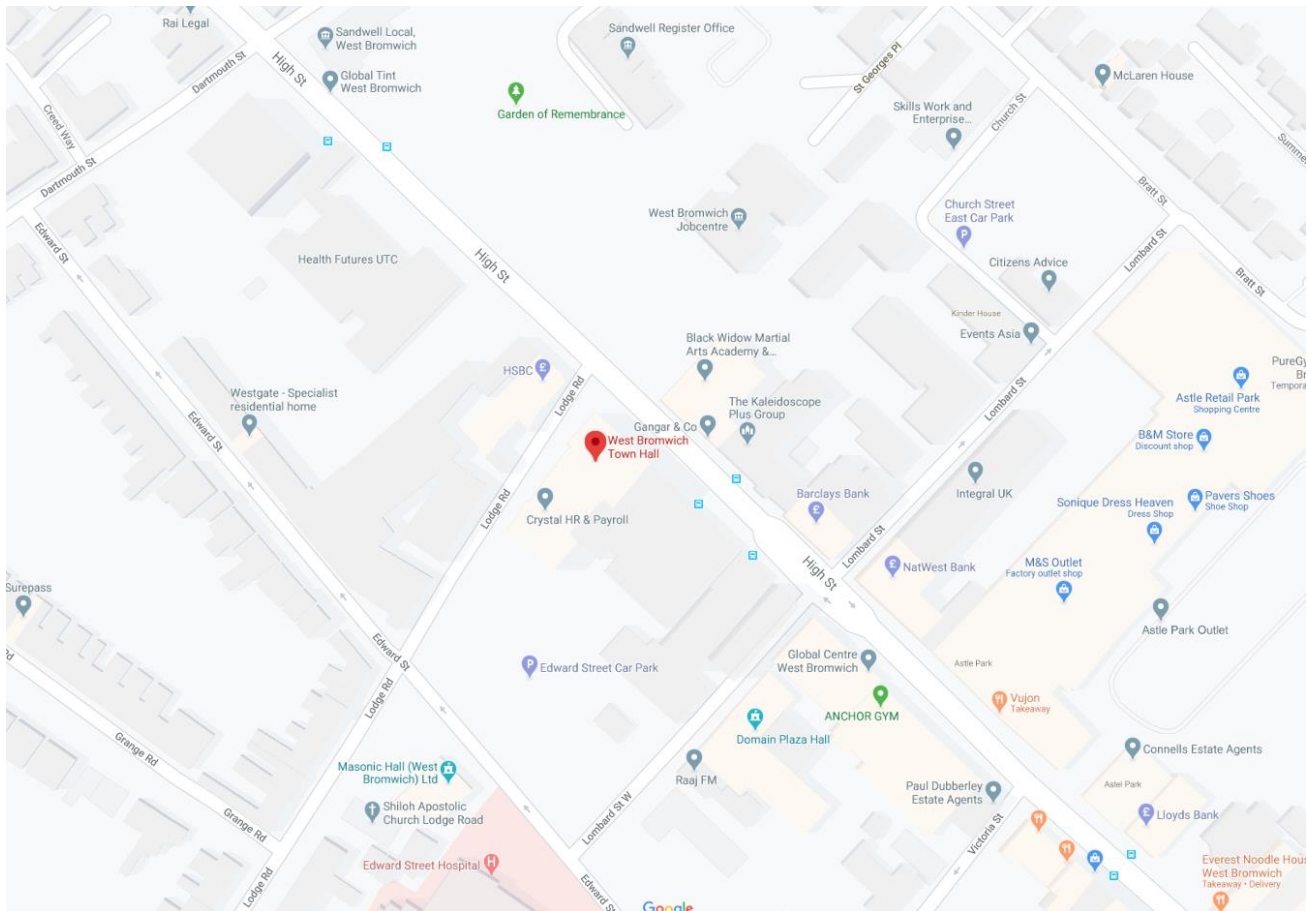 Rai Legal
Sandwell Local,
West Bromwich
Sandwell Register Office
High St
Dartmouth St
Global Tint
West Bromwich
Garden of Remembrance
St Georges Pl
McLaren House
Skills Work and
Enterprise...
Church St
Creed Way
Dartmouth St
Bratt St
West Bromwich
Jobcentre
Church Street
East Car Park
Edward St
High St
Health Futures UTC
Lombard St
Citizens Advice
Bratt St
Kinder House
Events Asia
Black Widow Martial
Arts Academy &...
HSBC
Lodge Rd
Lombard St
Astle Retail Park
Shopping Centre
Westgate - Specialist
residential home
The Kaleidoscope
Plus Group
Gangar & Co
West Bromwich
Town Hall
B&M Store
Discount shop
Edward St
Lodge Rd
Barclays Bank
Integral UK
Sonique Dress Heaven
Dress Shop
Pavers Shoes
Shoe Shop
Crystal HR & Payroll
Lombard St
High St
NatWest Bank
M&S Outlet
Factory outlet shop
Surepass
Astle Park Outlet
Edward St
Edward Street Car Park
Global Centre
West Bromwich
Astle Park
Lodge Rd
Vujon
Takeaway
ANCHOR GYM
Domain Plaza Hall
Grange Rd
Connells Estate Agents
Masonic Hall (West
Bromwich) Ltd
Raaj FM
Paul Dubberley
Estate Agents
Astel Park
Shiloh Apostolic
Church Lodge Road
Grange Rd
Lombard St W
Victoria St
Lloyds Bank
Edward Street Hospital
Lodge Rd
Edward St
Everest Noodle Hou
West Bromwich
Takeaway • Delivery
Google